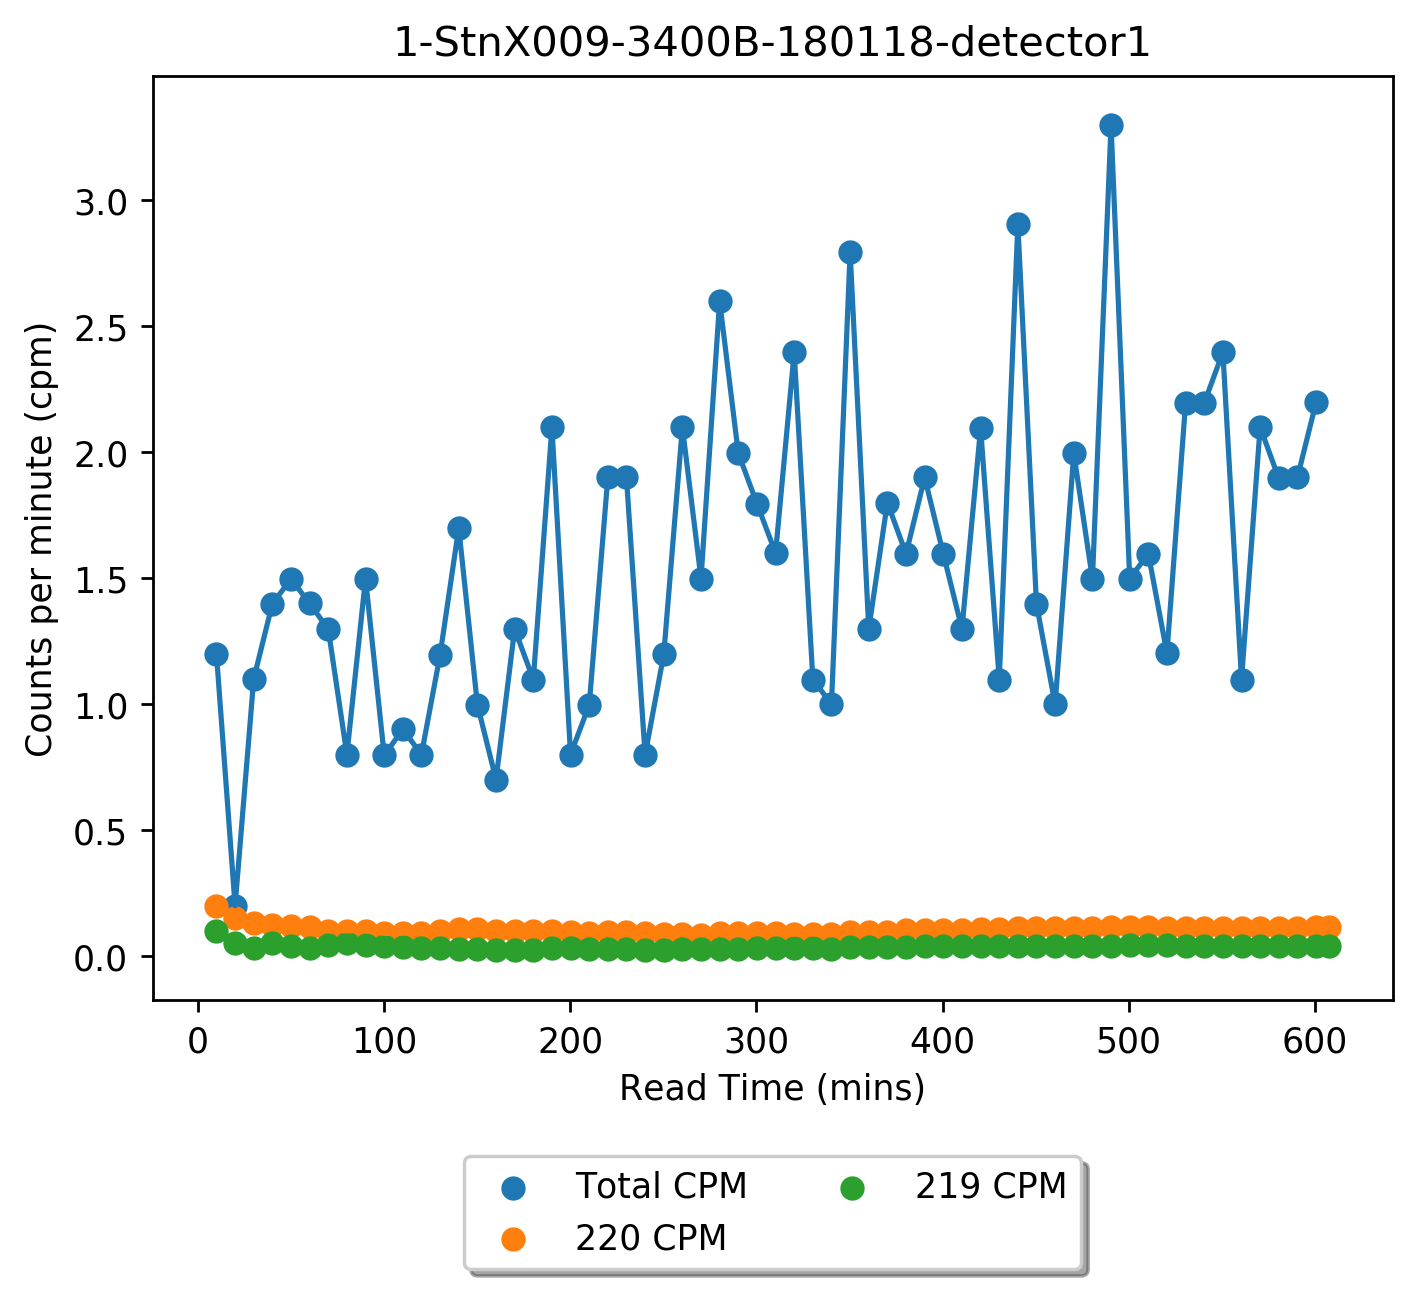 1-StnX009-3400B-180118-detector1
Counts per minute (cpm)
3.0
2.5
2.0
1.5
1.0
0.5
0.0
0 100 200 300 400 500 600
Read Time (mins)
Total CPM 219 CPM
220 CPM